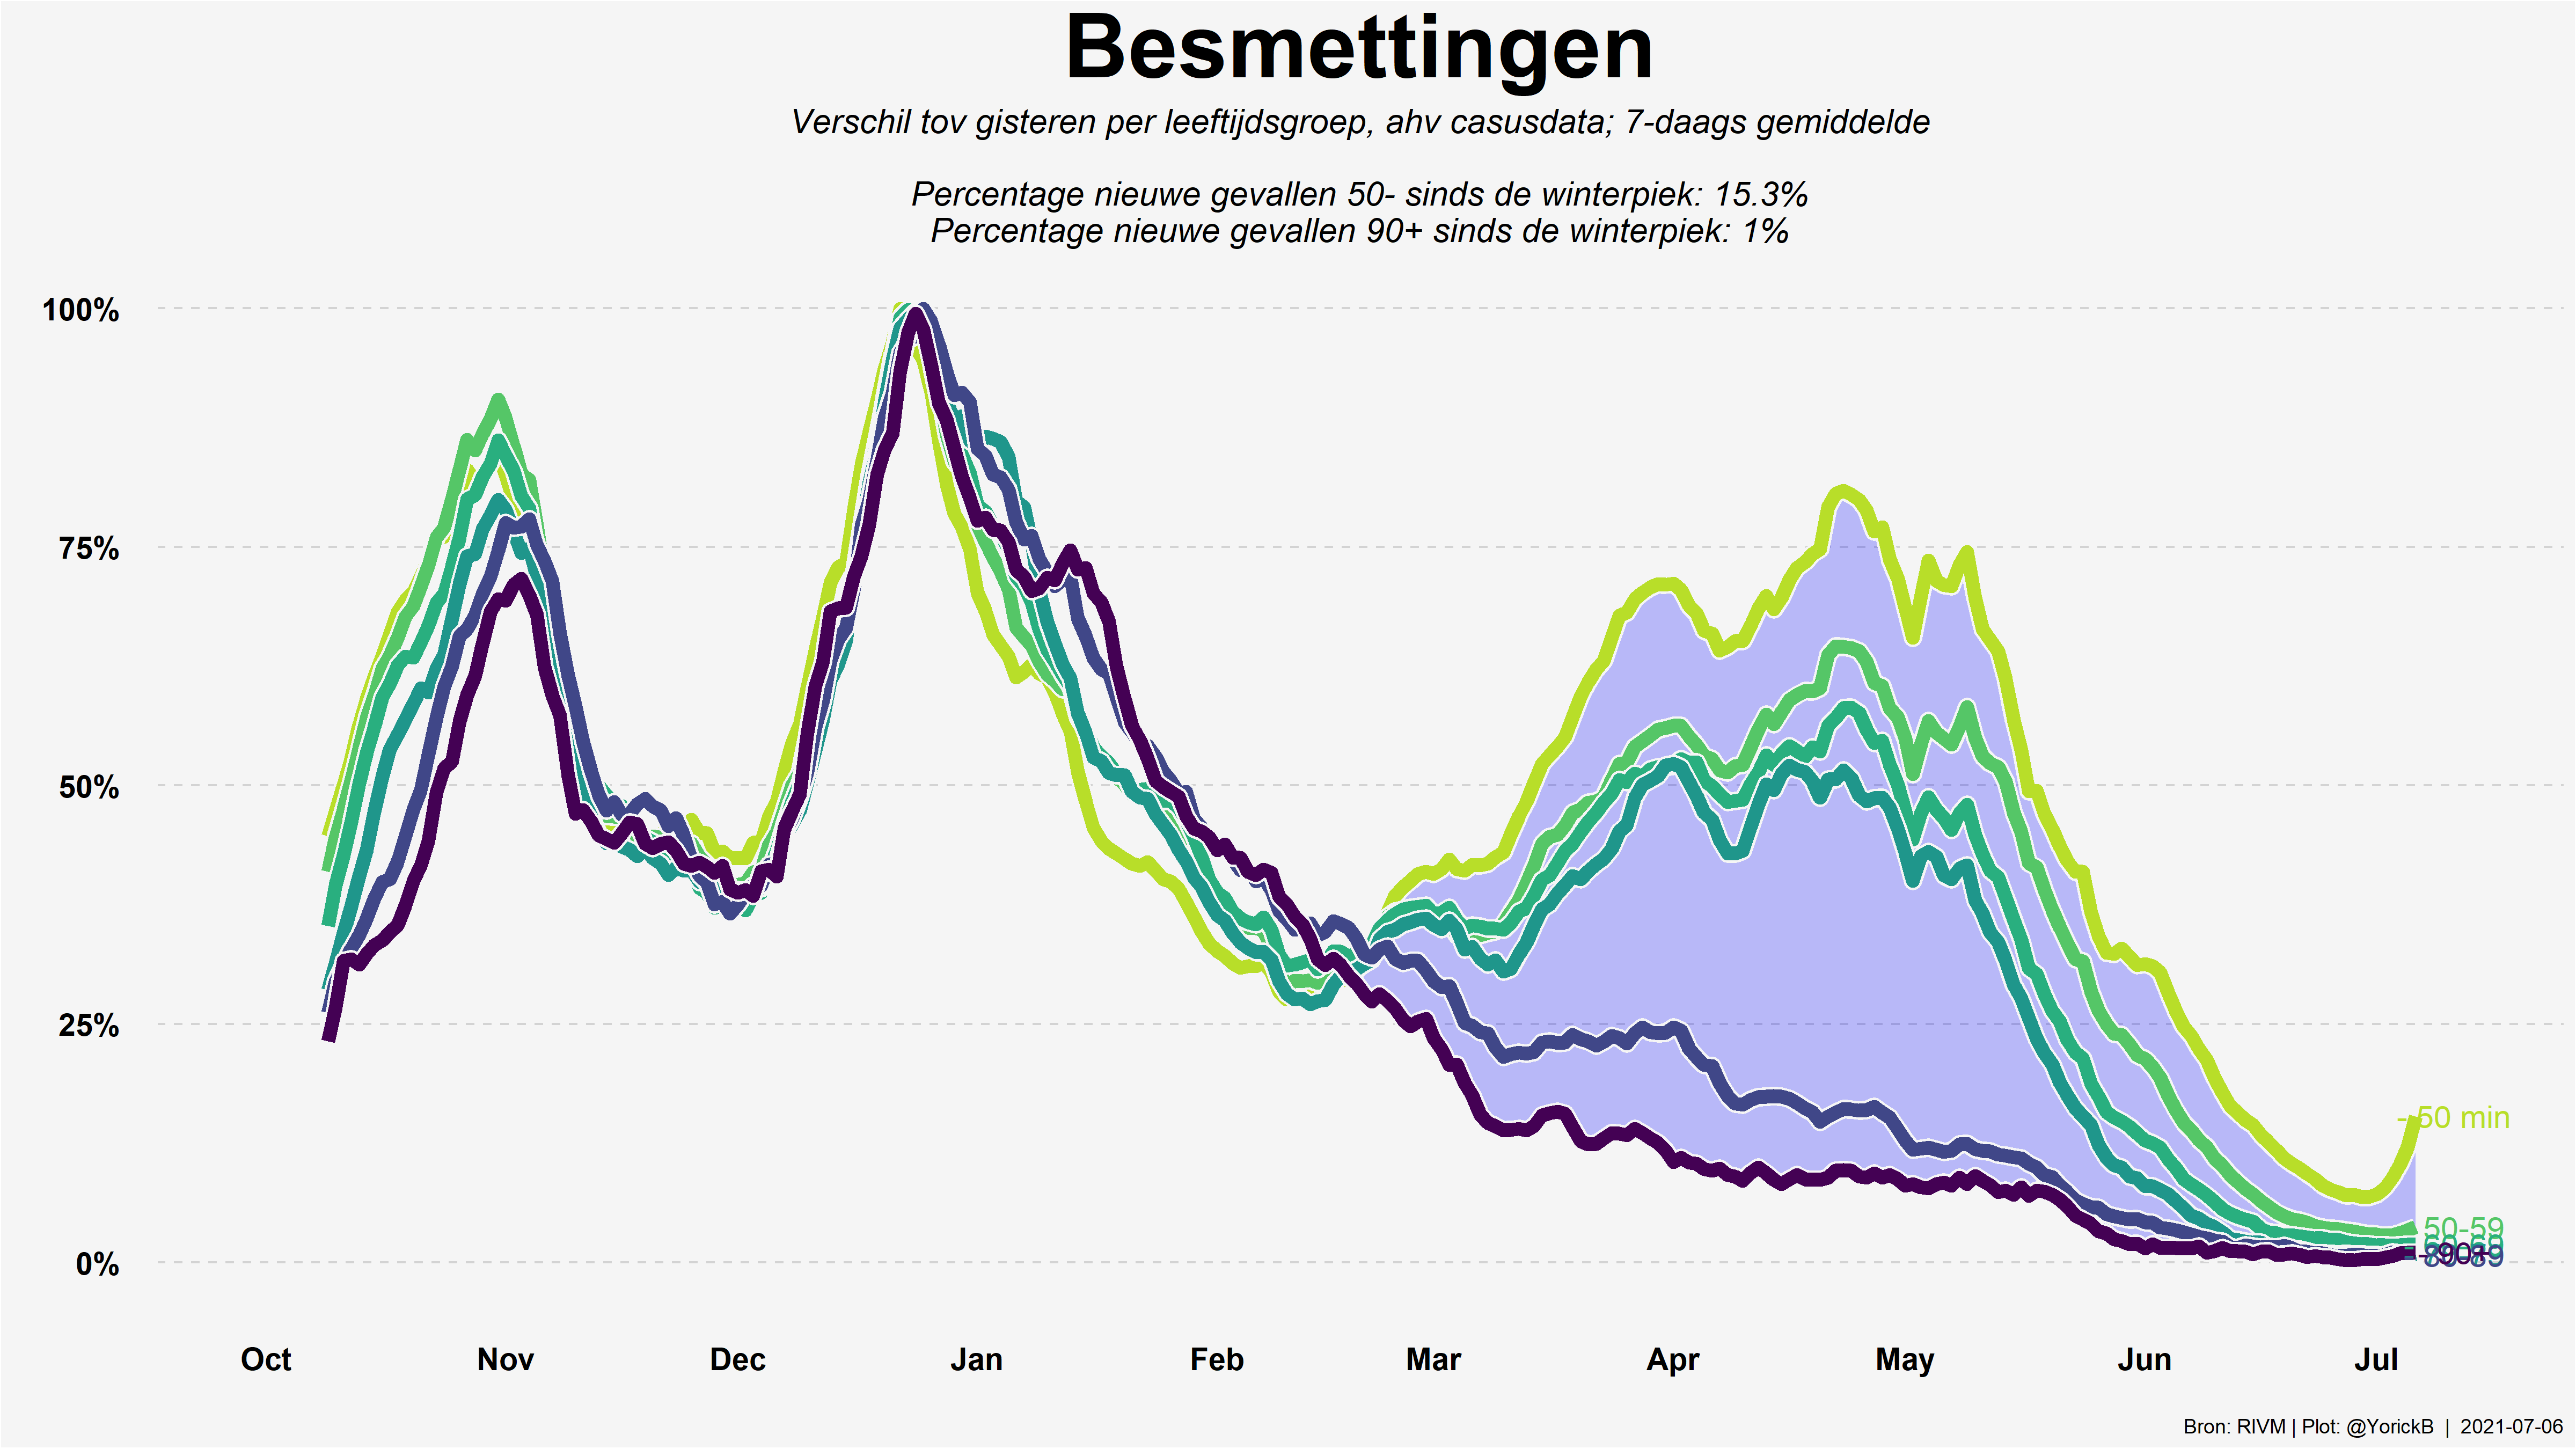 Besmettingen
Verschil tov gisteren per leeftijdsgroep, ahv casusdata; 7-daags gemiddelde
Percentage nieuwe gevallen 50- sinds de winterpiek: 15.3%
Percentage nieuwe gevallen 90+ sinds de winterpiek: 1%
100%
75%
50%
25%
0%
50 min
50-59
90+
Oct Nov Dec Jan Feb Mar Apr May Jun Jul
Bron: RIVM | Plot: @YorickB | 2021-07-06